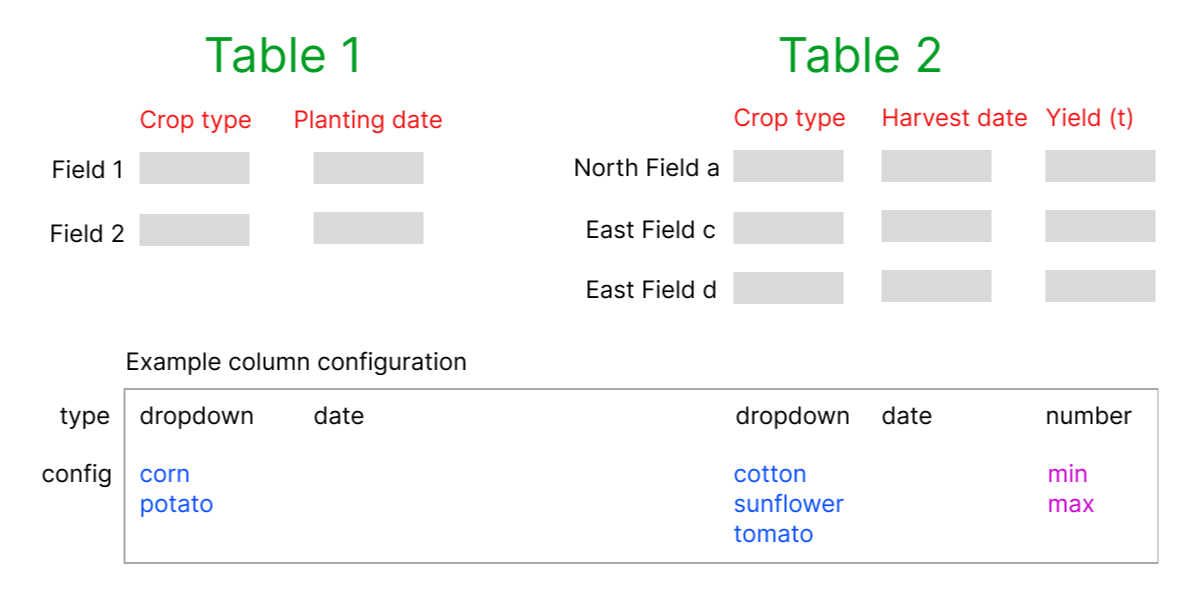 Table 1
Crop type Planting date
Field 1
Field 2
Table 2
Crop type Harvest date Yield (t)
North Field a
East Field c
East Field d
Example column configuration
type dropdown date dropdown date number
config corn cotton min
potato sunflower max
tomato